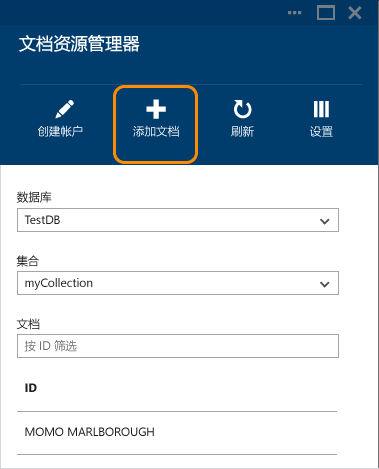 文档资源管理器
创建帐户
添加文档
刷新
设置
数据库
TestDB
集合
myCollection
文档
按 ID 筛选
ID
MOMO MARLBOROUGH